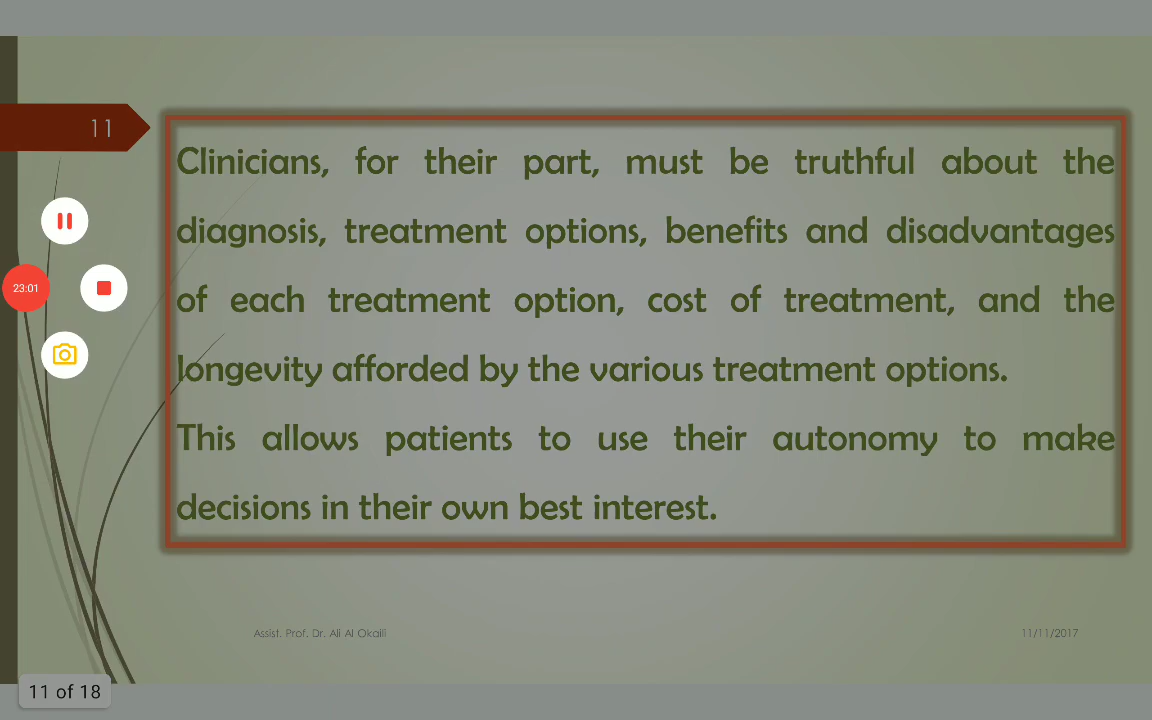 11
Clinicians, for their part, must be truthful about the
diagnosis, treatment options, benefits and disadvantages
of each treatment option, cost of treatment, and the
longevity afforded by the various treatment options.
This allows patients to use their autonomy to make
decisions in their own best interest.
23:01
Assist. Prof. Dr. Ali Al Okaili
11/11/2017
11 of 18